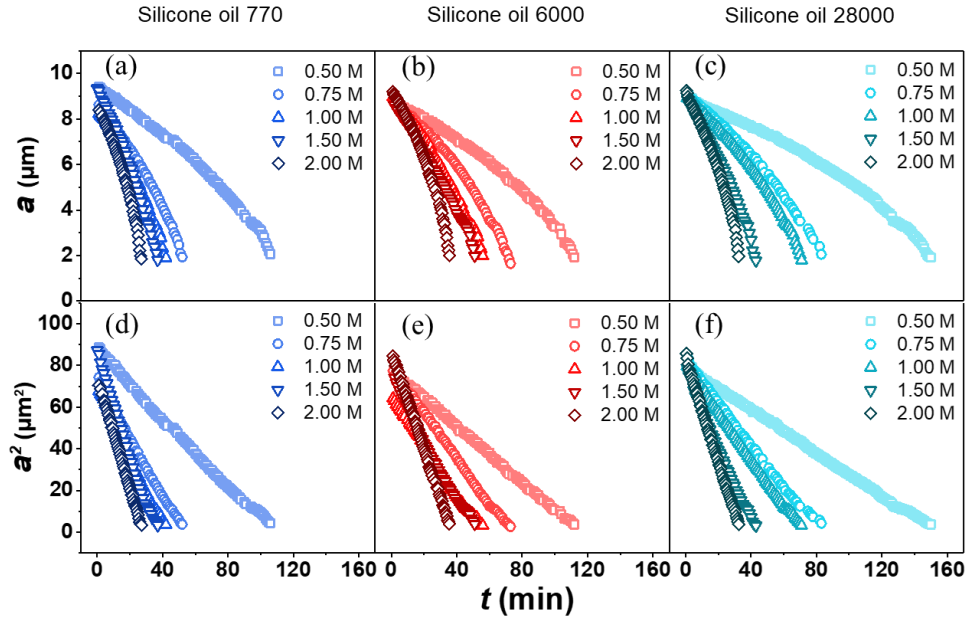 Silicone oil 770 Silicone oil 6000 Silicone oil 28000
(a) (b) (c)
0.50 M
0.75 M
1.00 M
1.50 M
2.00 M
0.50 M
0.75 M
1.00 M
1.50 M
2.00 M
0.50 M
0.75 M
1.00 M
1.50 M
2.00 M
10
8
6
4
2
0
a (μm)
(d) (e) (f)
0.50 M
0.75 M
1.00 M
1.50 M
2.00 M
0.50 M
0.75 M
1.00 M
1.50 M
2.00 M
0.50 M
0.75 M
1.00 M
1.50 M
2.00 M
100
80
60
40
20
0
a² (μm²)
0 40 80 120 160 0 40 80 120 160 0 40 80 120 160
t (min)